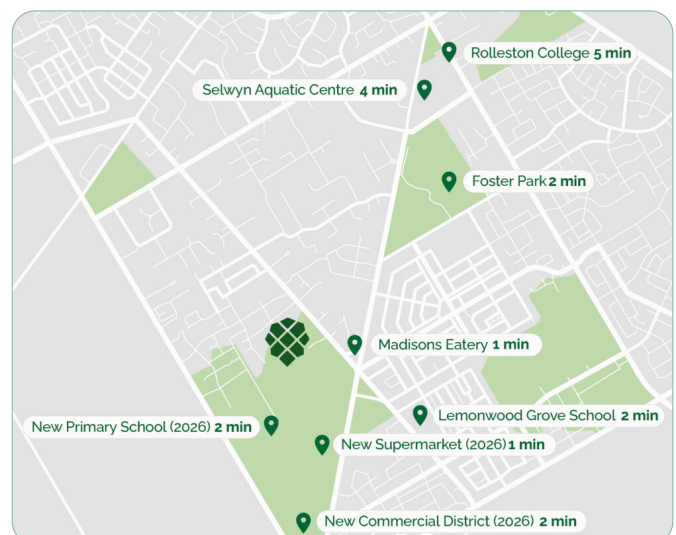 Rolleston College 5 min
Selwyn Aquatic Centre 4 min
Foster Park 2 min
Madisons Eatery 1 min
Lemonwood Grove School 2 min
New Primary School (2026) 2 min
New Supermarket (2026) 1 min
New Commercial District (2026) 2 min